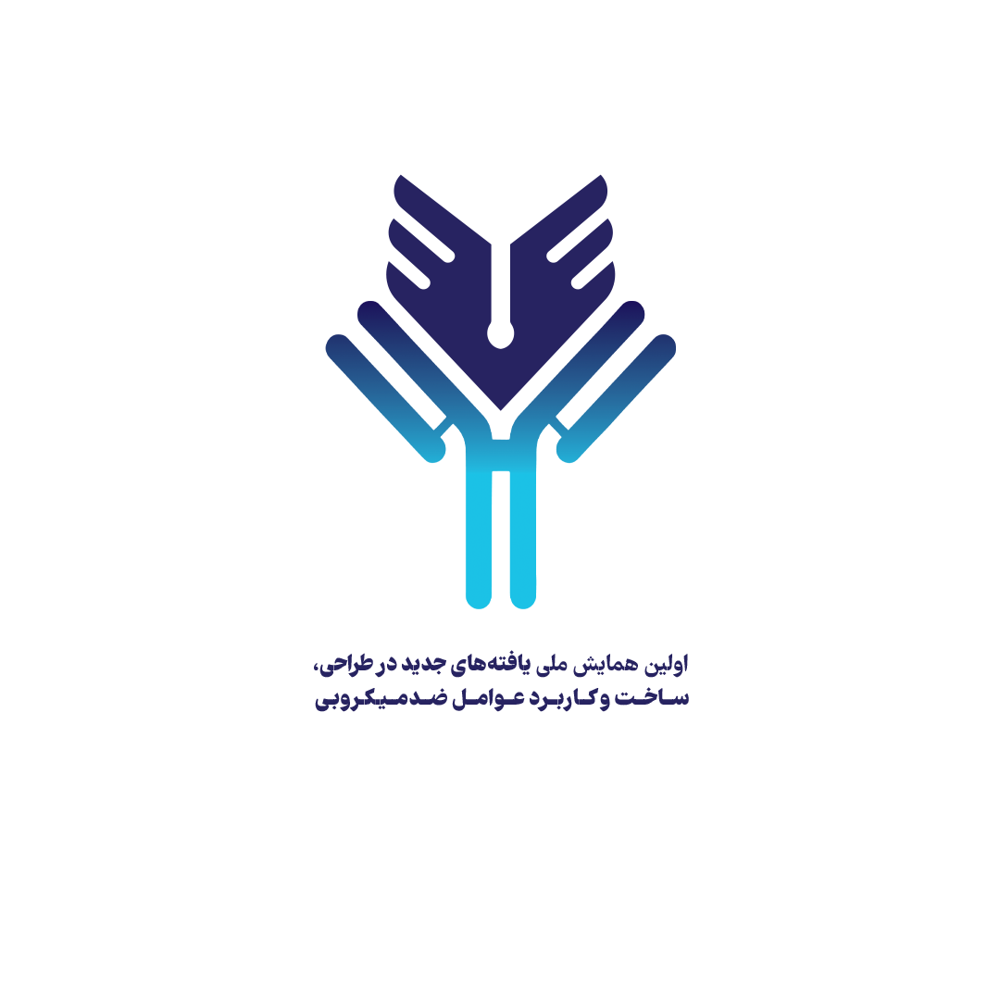 اولین همایش ملی یافته‌های جدید در طراحی،
ساخت و کاربرد عوامل ضدمیکروبی